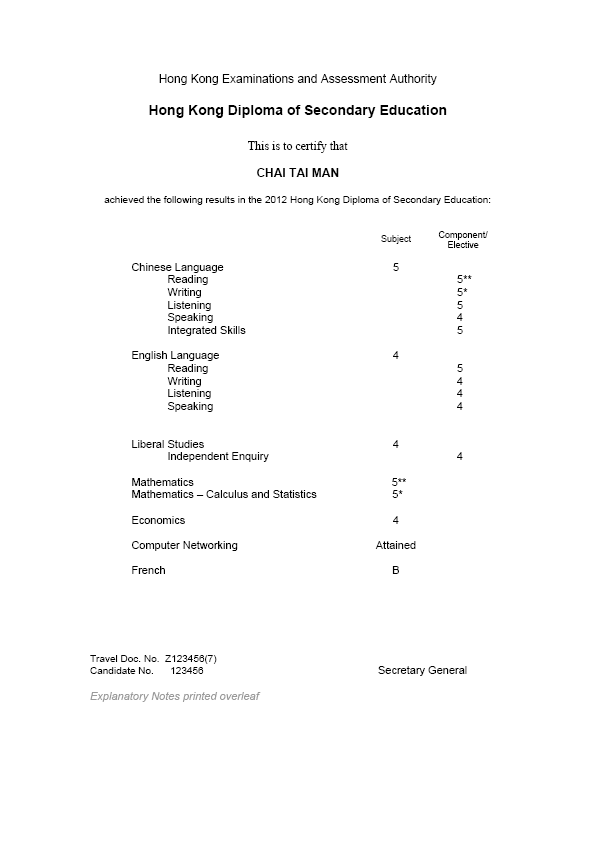 Hong Kong Examinations and Assessment Authority
Hong Kong Diploma of Secondary Education
This is to certify that
CHAI TAI MAN
achieved the following results in the 2012 Hong Kong Diploma of Secondary Education:
Subject Component/
Elective
Chinese Language 5
Reading 5**
Writing 5*
Listening 5
Speaking 4
Integrated Skills 5
English Language 4
Reading 5
Writing 4
Listening 4
Speaking 4
Liberal Studies 4
Independent Enquiry 4
Mathematics 5**
Mathematics – Calculus and Statistics 5*
Economics 4
Computer Networking Attained
French B
Travel Doc. No. Z123456(7)
Candidate No. 123456 Secretary General
Explanatory Notes printed overleaf